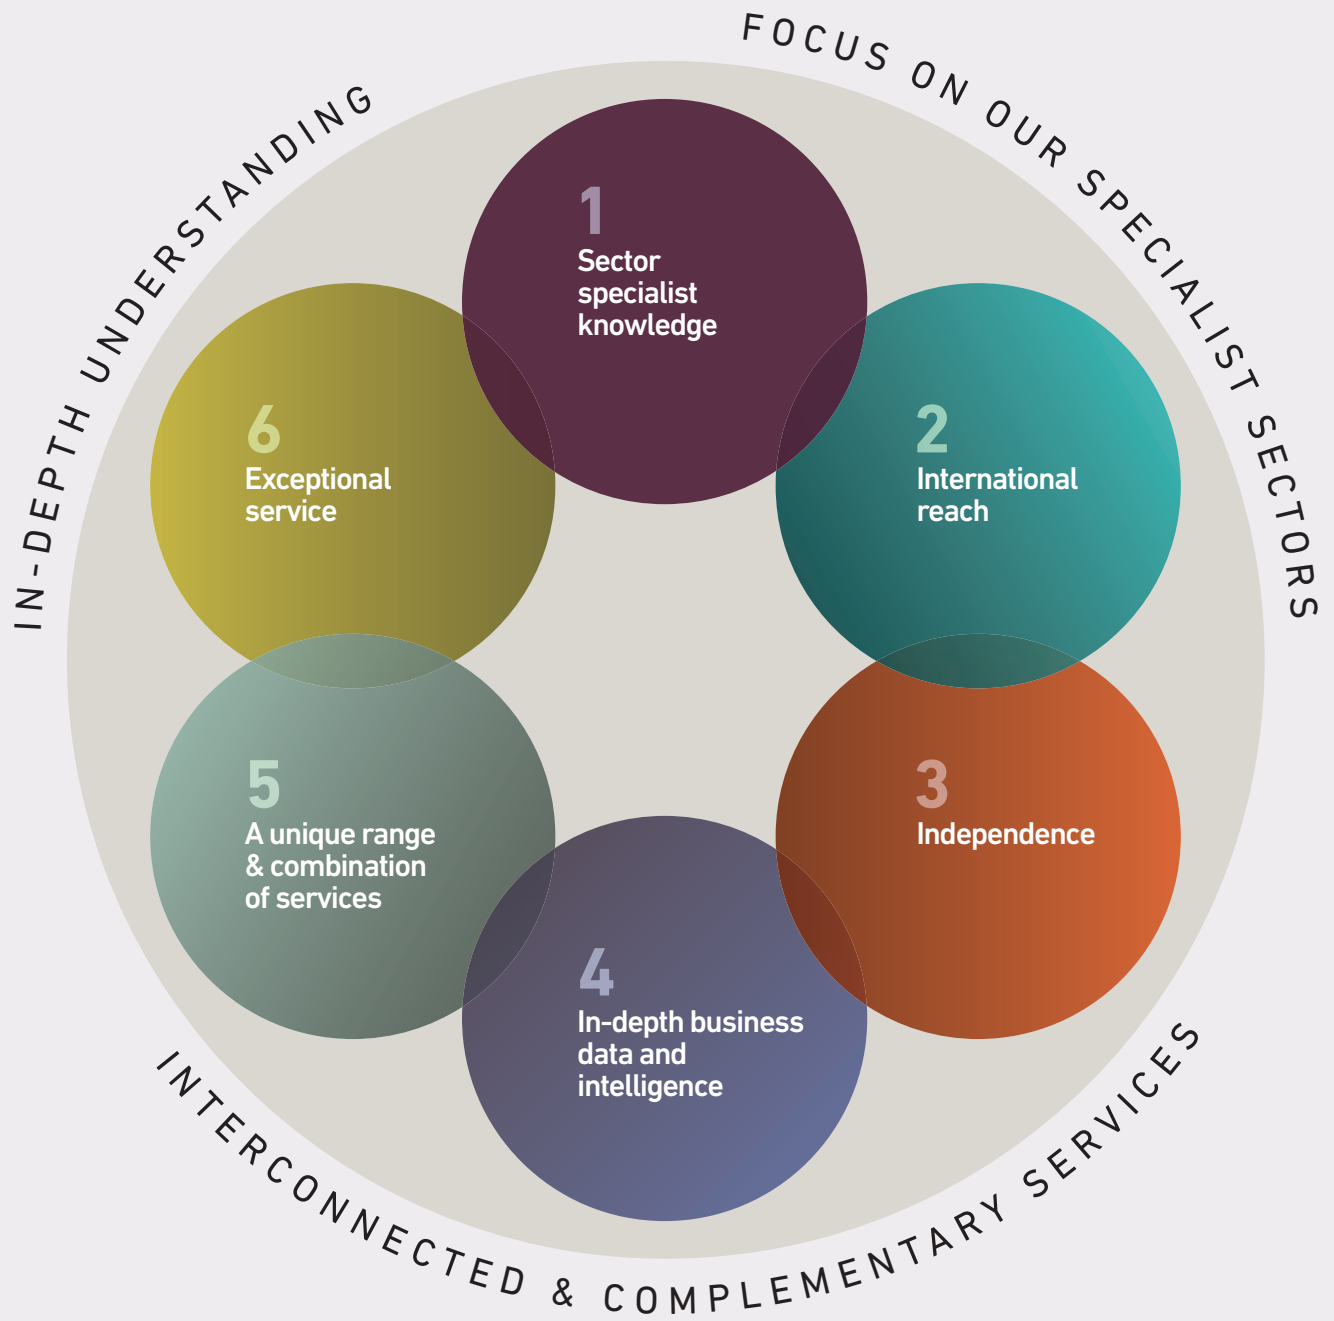 IN-DEPTH UNDERSTANDING
FOCUS ON OUR SPECIALIST SECTORS
1
Sector
specialist
knowledge
2
International
reach
3
Independence
4
In-depth business
data and
intelligence
5
A unique range
& combination
of services
6
Exceptional
service
INTERCONNECTED & COMPLEMENTARY SERVICES